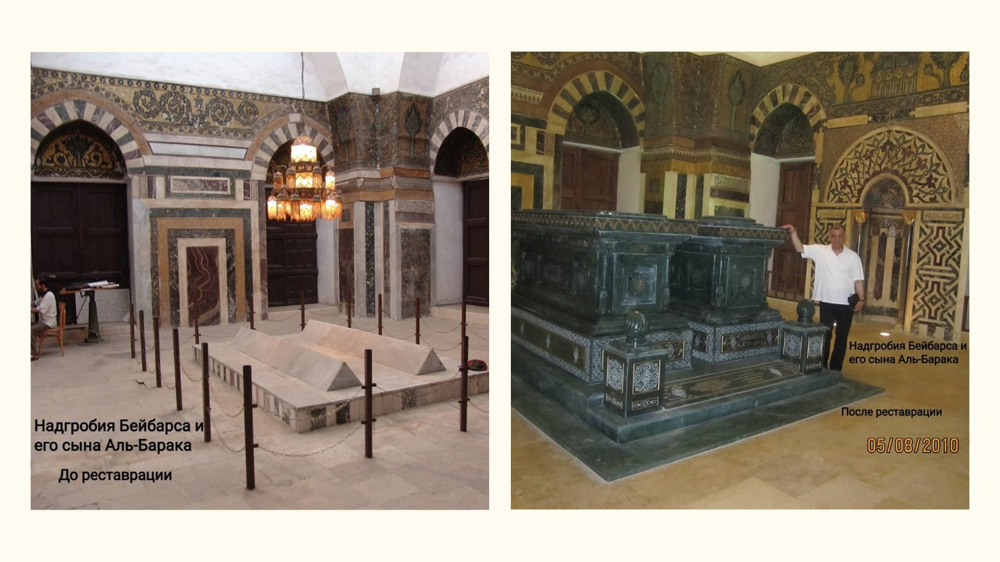 Надгробия Бейбарса и
его сына Аль-Барака
До реставрации
Надгробия Бейбарса и
его сына Аль-Барака
После реставрации
05/08/2010